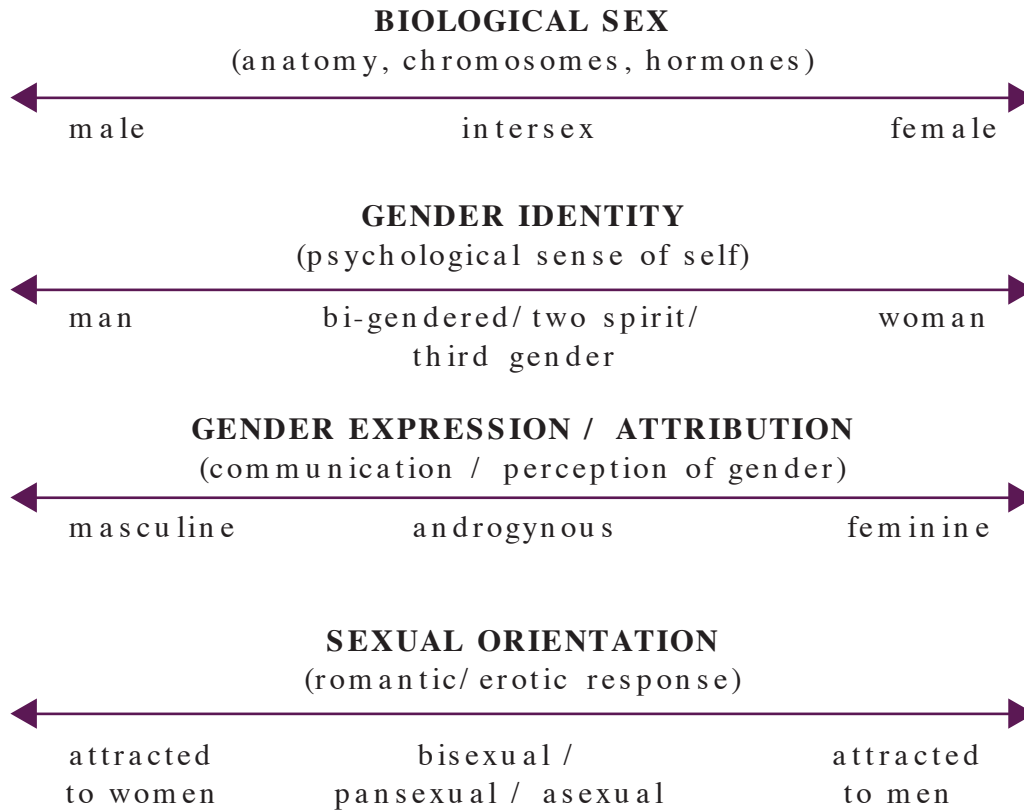 BIOLOGICAL SEX
(anatomy, chromosomes, hormones)
male intersex female
GENDER IDENTITY
(psychological sense of self)
man bi-gendered/ two spirit/ woman
third gender
GENDER EXPRESSION / ATTRIBUTION
(communication / perception of gender)
masculine androgynous feminine
SEXUAL ORIENTATION
(romantic/ erotic response)
attracted bisexual / attracted
to women pansexual / asexual to men